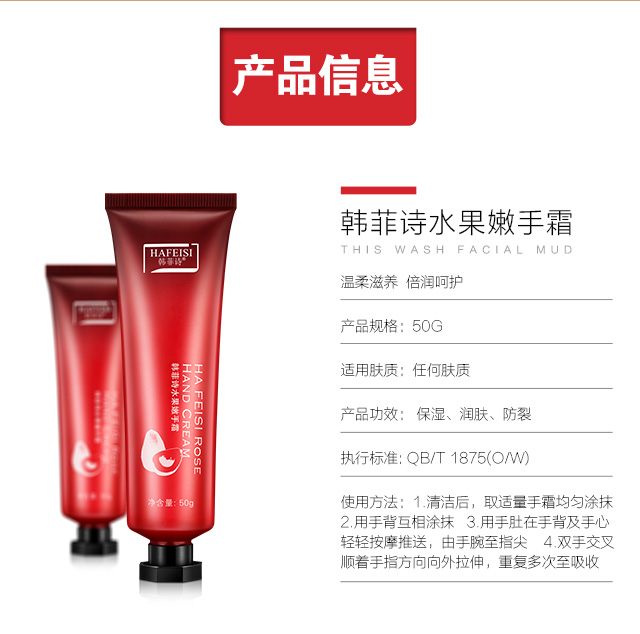 产品信息
韩菲诗水果嫩手霜
THIS WASH FACIAL MUD
温柔滋养 倍润呵护
产品规格：50G
适用肤质：任何肤质
产品功效： 保湿、润肤、防裂
执行标准: QB/T 1875(O/W)
使用方法：1.清洁后，取适量手霜均匀涂抹
2.用手背互相涂抹 3.用手肚在手背及手心
轻轻按摩推送，由手腕至指尖 4.双手交叉
顺着手指方向向外拉伸，重复多次至吸收
HAFEISI
韩菲诗®
HA FEISI ROSE
HAND CREAM
韩菲诗水果嫩手霜
净含量: 50g
HAFEISI